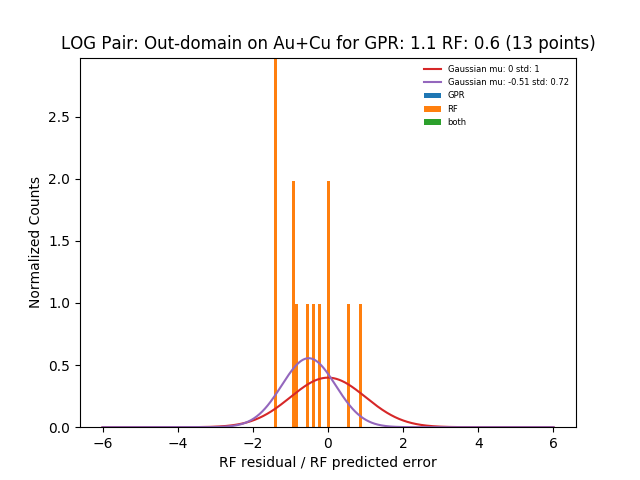 LOG Pair: Out-domain on Au+Cu for GPR: 1.1 RF: 0.6 (13 points)
Gaussian mu: 0 std: 1
Gaussian mu: -0.51 std: 0.72
GPR
RF
both
Normalized Counts
2.5
2.0
1.5
1.0
0.5
0.0
−6 −4 −2 0 2 4 6
RF residual / RF predicted error